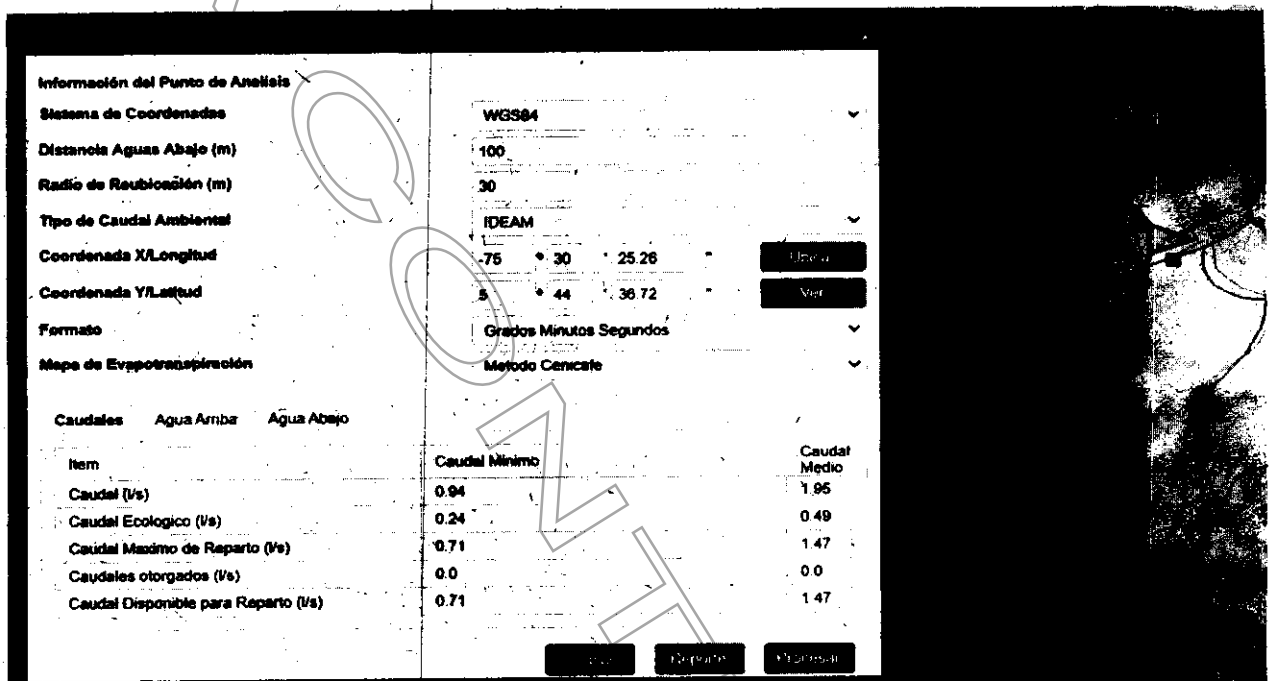 Información del Punto de Analisis
Sistema de Coordenadas WGS84
Distancia Aguas Abajo (m) 100
Radio de Reubicación (m) 30
Tipo de Caudal Ambiental IDEAM
Coordenada X/Longitud -75 ° 30 ' 25.26 "
Coordenada Y/Latitud 5 ° 44 ' 36.72 " Ver
Formato Grados Minutos Segundos
Mapa de Evapotranspiración Metodo Cenicafe
Caudales Agua Arriba Agua Abajo
Item Caudal Minimo Caudal
Medio
Caudal (l/s) 0.94 1.95
Caudal Ecologico (l/s) 0.24 0.49
Caudal Maximo de Reparto (l/s) 0.71 1.47
Caudales otorgados (l/s) 0.0 0.0
Caudal Disponible para Reparto (l/s) 0.71 1.47
Reporte Procesar
CONT